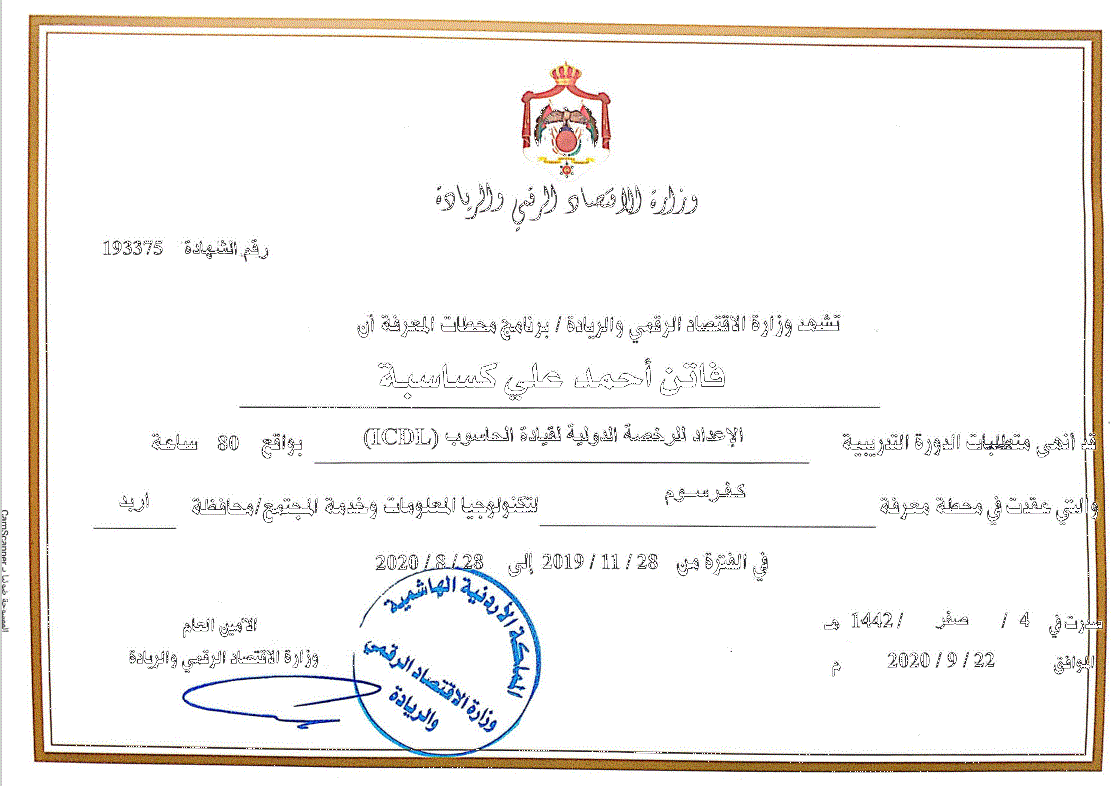 وزارة الاقتصاد الرقمي والريادة
رقم الشهادة 193375
تشهد وزارة الاقتصاد الرقمي والريادة / برنامج محطات المعرفة أن
فاتن أحمد علي كساسبة
قد أنهى متطلبات الدورة التدريبية الإعداد للرخصة الدولية لقيادة الحاسوب (ICDL) بواقع 80 ساعة
والتي عقدت في محطة معرفة كفرسوم لتكنولوجيا المعلومات وخدمة المجتمع/محافظة اربد
في الفترة من 28 / 11 / 2019 إلى 28 / 8 / 2020
صدرت في 4 / صفر / 1442 هـ
الموافق 22 / 9 / 2020 م
الأمين العام
وزارة الاقتصاد الرقمي والريادة
المملكة الأردنية الهاشمية
وزارة الاقتصاد الرقمي
والريادة
الممسوحة ضوئيا بـ CamScanner